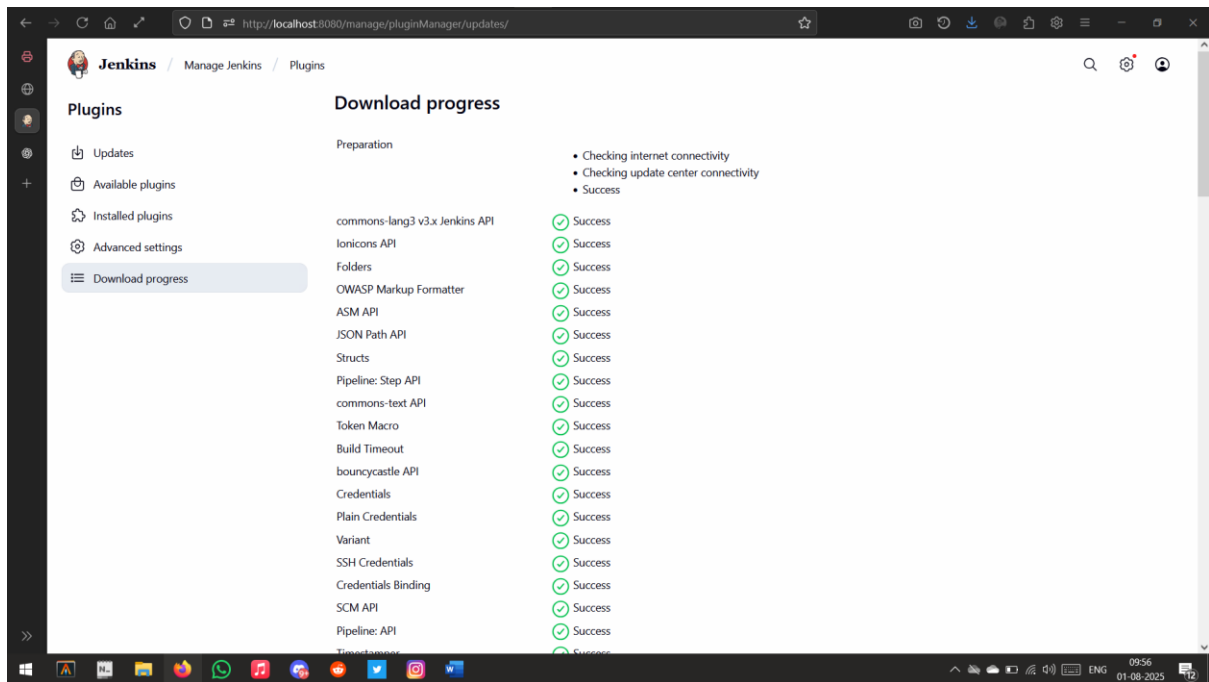 http://localhost:8080/manage/pluginManager/updates/
Jenkins / Manage Jenkins / Plugins
Plugins
Updates
Available plugins
Installed plugins
Advanced settings
Download progress
Download progress
Preparation
• Checking internet connectivity
• Checking update center connectivity
• Success
commons-lang3 v3.x Jenkins API Success
Ionicons API Success
Folders Success
OWASP Markup Formatter Success
ASM API Success
JSON Path API Success
Structs Success
Pipeline: Step API Success
commons-text API Success
Token Macro Success
Build Timeout Success
bouncycastle API Success
Credentials Success
Plain Credentials Success
Variant Success
SSH Credentials Success
Credentials Binding Success
SCM API Success
Pipeline: API Success
Timestamper Success
ENG
09:56
01-08-2025
12